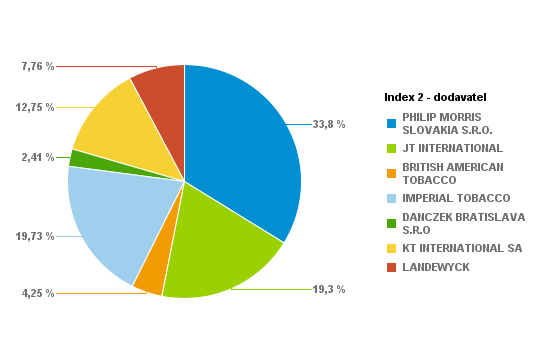 7,76 %
12,75 %
2,41 %
19,73 %
4,25 %
33,8 %
19,3 %
Index 2 - dodavatel
PHILIP MORRIS
SLOVAKIA S.R.O.
JT INTERNATIONAL
BRITISH AMERICAN
TOBACCO
IMPERIAL TOBACCO
DANCZEK BRATISLAVA
S.R.O
KT INTERNATIONAL SA
LANDEWYCK